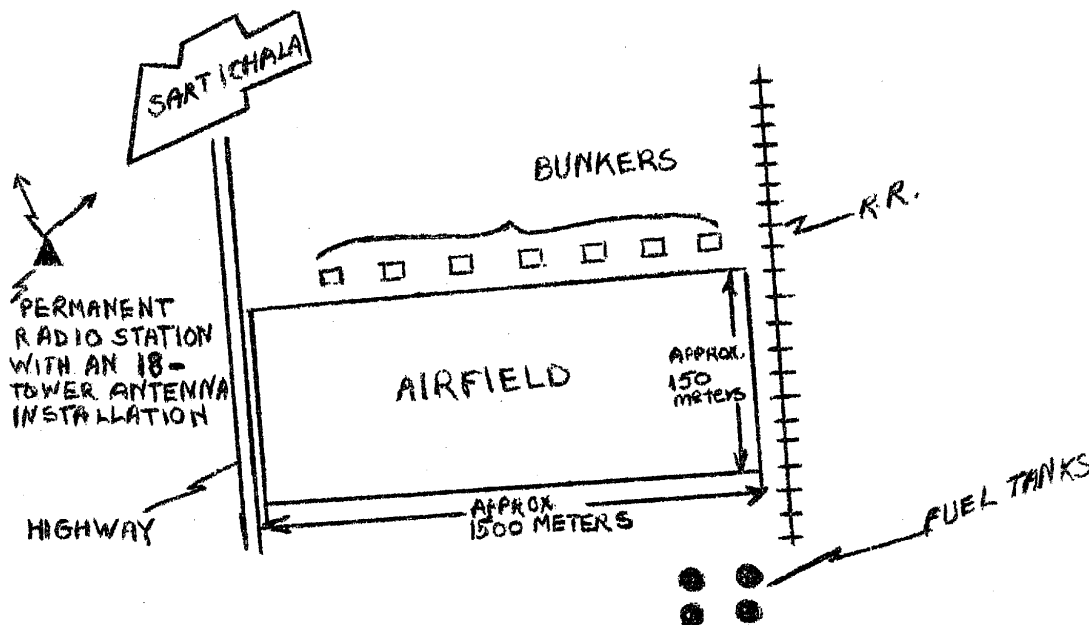 SARTICHALA
BUNKERS
R.R.
PERMANENT
RADIO STATION
WITH AN 18-
TOWER ANTENNA
INSTALLATION
APPROX.
150
meters
AIRFIELD
APPROX
1500 METERS
HIGHWAY
FUEL TANKS